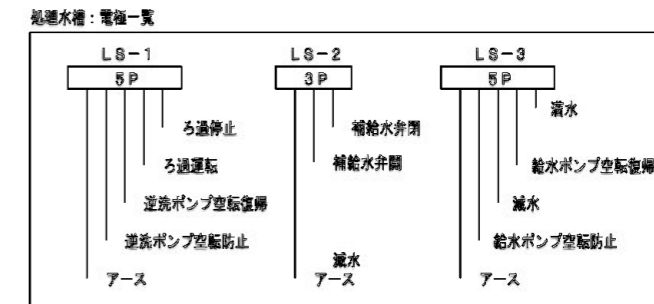 処理水槽：電極一覧
LS-1
5P
ろ過停止
ろ過運転
逆洗ポンプ空転復帰
逆洗ポンプ空転防止
アース
LS-2
3P
補給水弁閉
補給水弁開
減水
アース
LS-3
5P
満水
給水ポンプ空転復帰
減水
給水ポンプ空転防止
アース